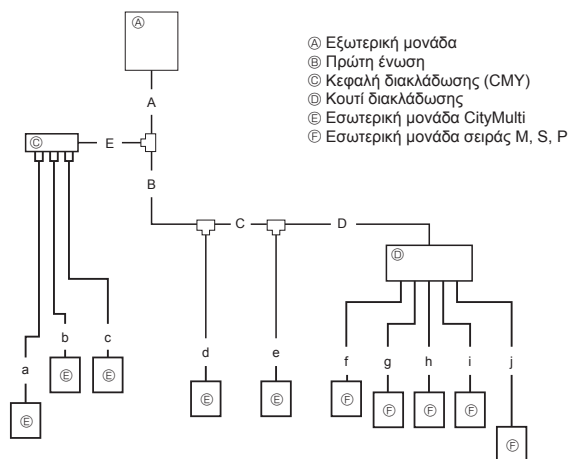 Ⓐ
Ⓐ Εξωτερική μονάδα
Ⓑ Πρώτη ένωση
Ⓒ Κεφαλή διακλάδωσης (CMY)
Ⓓ Κουτί διακλάδωσης
Ⓔ Εσωτερική μονάδα CityMulti
Ⓕ Εσωτερική μονάδα σειράς M, S, P
A
Ⓒ E
B
C D
Ⓓ
a b c d e f g h i j
Ⓔ Ⓔ Ⓔ Ⓔ Ⓔ Ⓕ Ⓕ Ⓕ Ⓕ Ⓕ